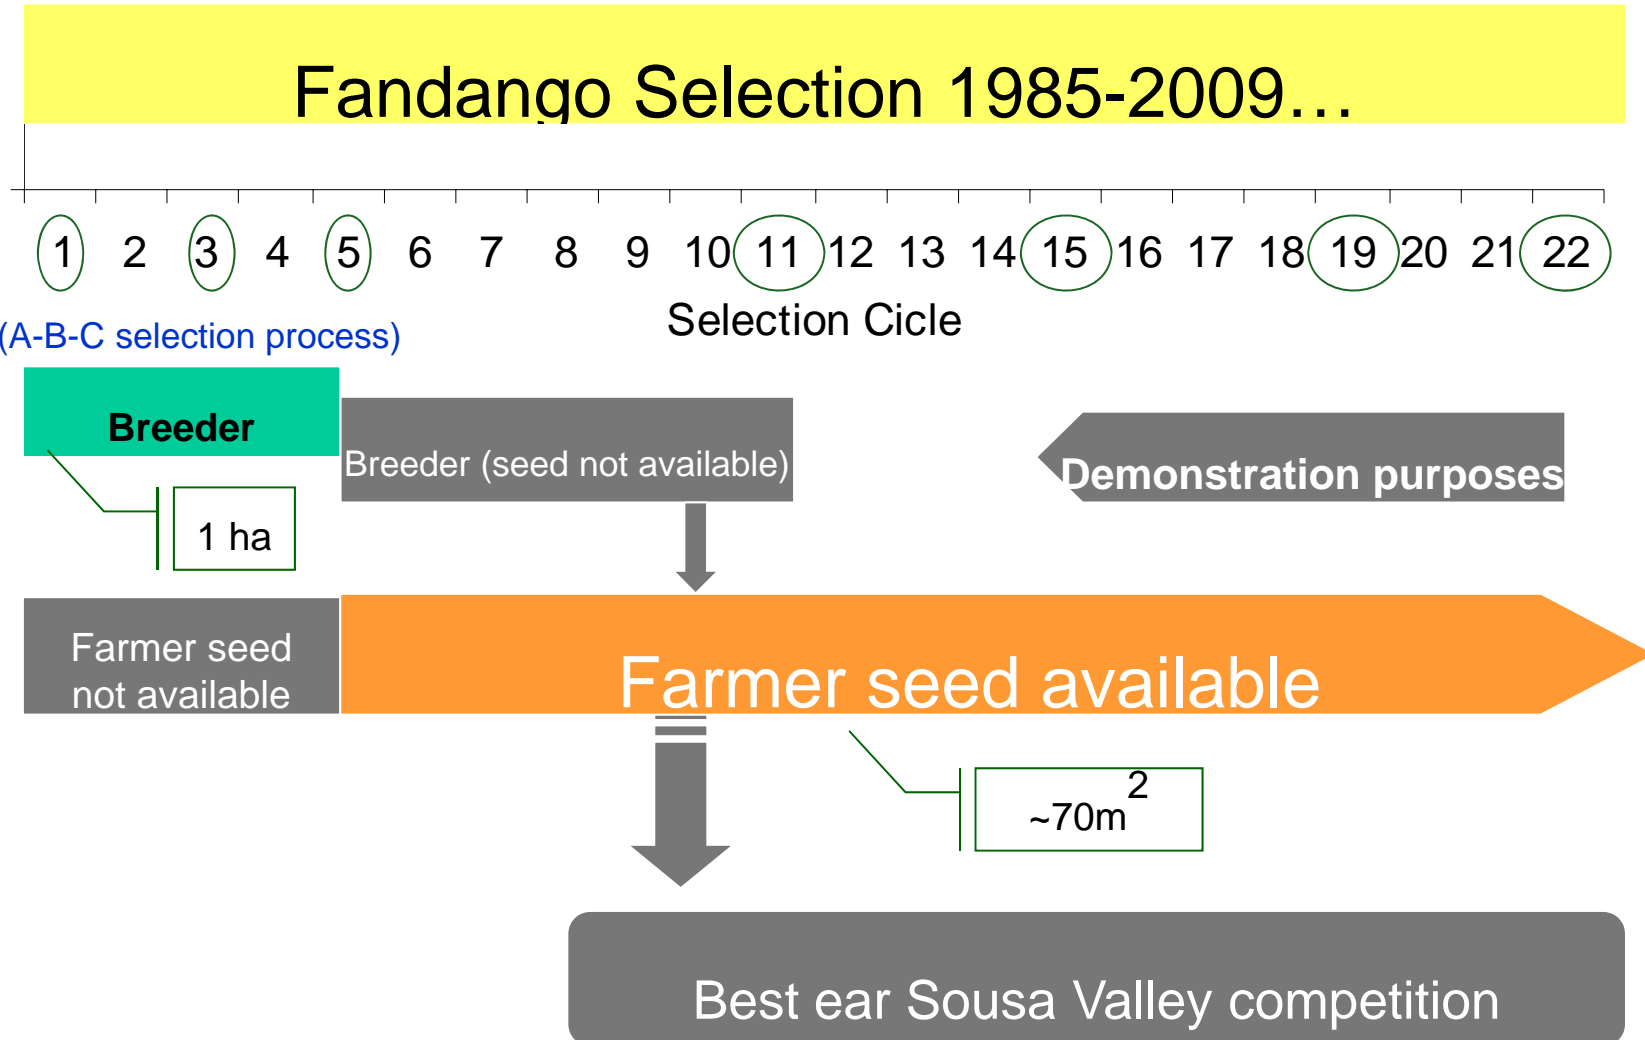 Fandango Selection 1985-2009…
1 2 3 4 5 6 7 8 9 10 11 12 13 14 15 16 17 18 19 20 21 22
Selection Cicle
(A-B-C selection process)
Breeder
Breeder (seed not available)
Demonstration purposes
1 ha
Farmer seed
not available
Farmer seed available
~70m2
Best ear Sousa Valley competition